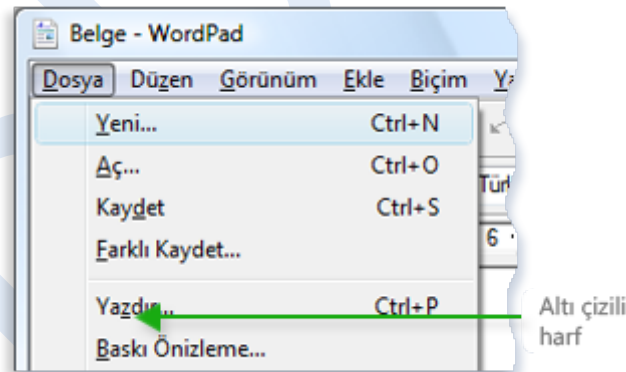 Belge - WordPad
Dosya Düzen Görünüm Ekle Biçim
Yeni... Ctrl+N
Aç... Ctrl+O
Kaydet Ctrl+S
Farklı Kaydet...
Yazdır... Ctrl+P
Baskı Önizleme...
6
Altı çizili
harf